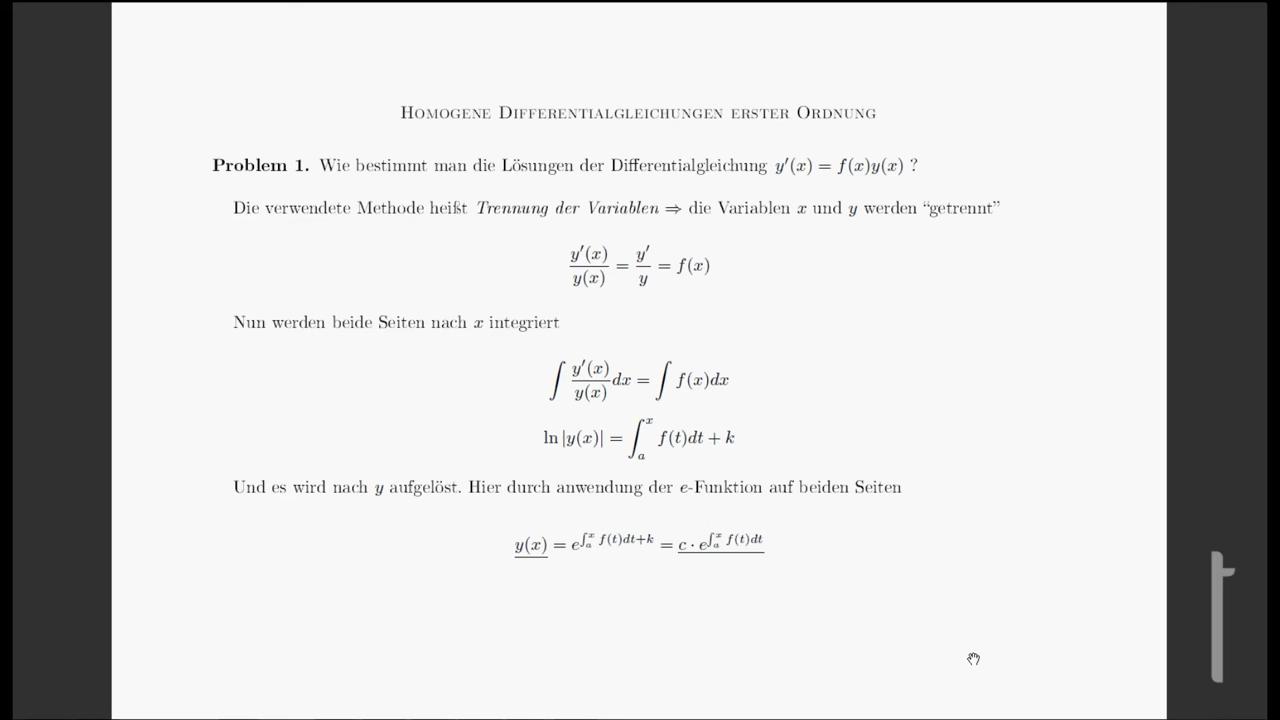 Homogene Differentialgleichungen erster Ordnung
Problem 1. Wie bestimmt man die Lösungen der Differentialgleichung y′(x) = f(x)y(x) ?
Die verwendete Methode heißt Trennung der Variablen ⇒ die Variablen x und y werden “getrennt”
y′(x)/y(x) = y′/y = f(x)
Nun werden beide Seiten nach x integriert
∫ y′(x)/y(x) dx = ∫ f(x)dx
ln |y(x)| = ∫_a^x f(t)dt + k
Und es wird nach y aufgelöst. Hier durch anwendung der e-Funktion auf beiden Seiten
y(x) = e^{∫_a^x f(t)dt+k} = c · e^{∫_a^x f(t)dt}